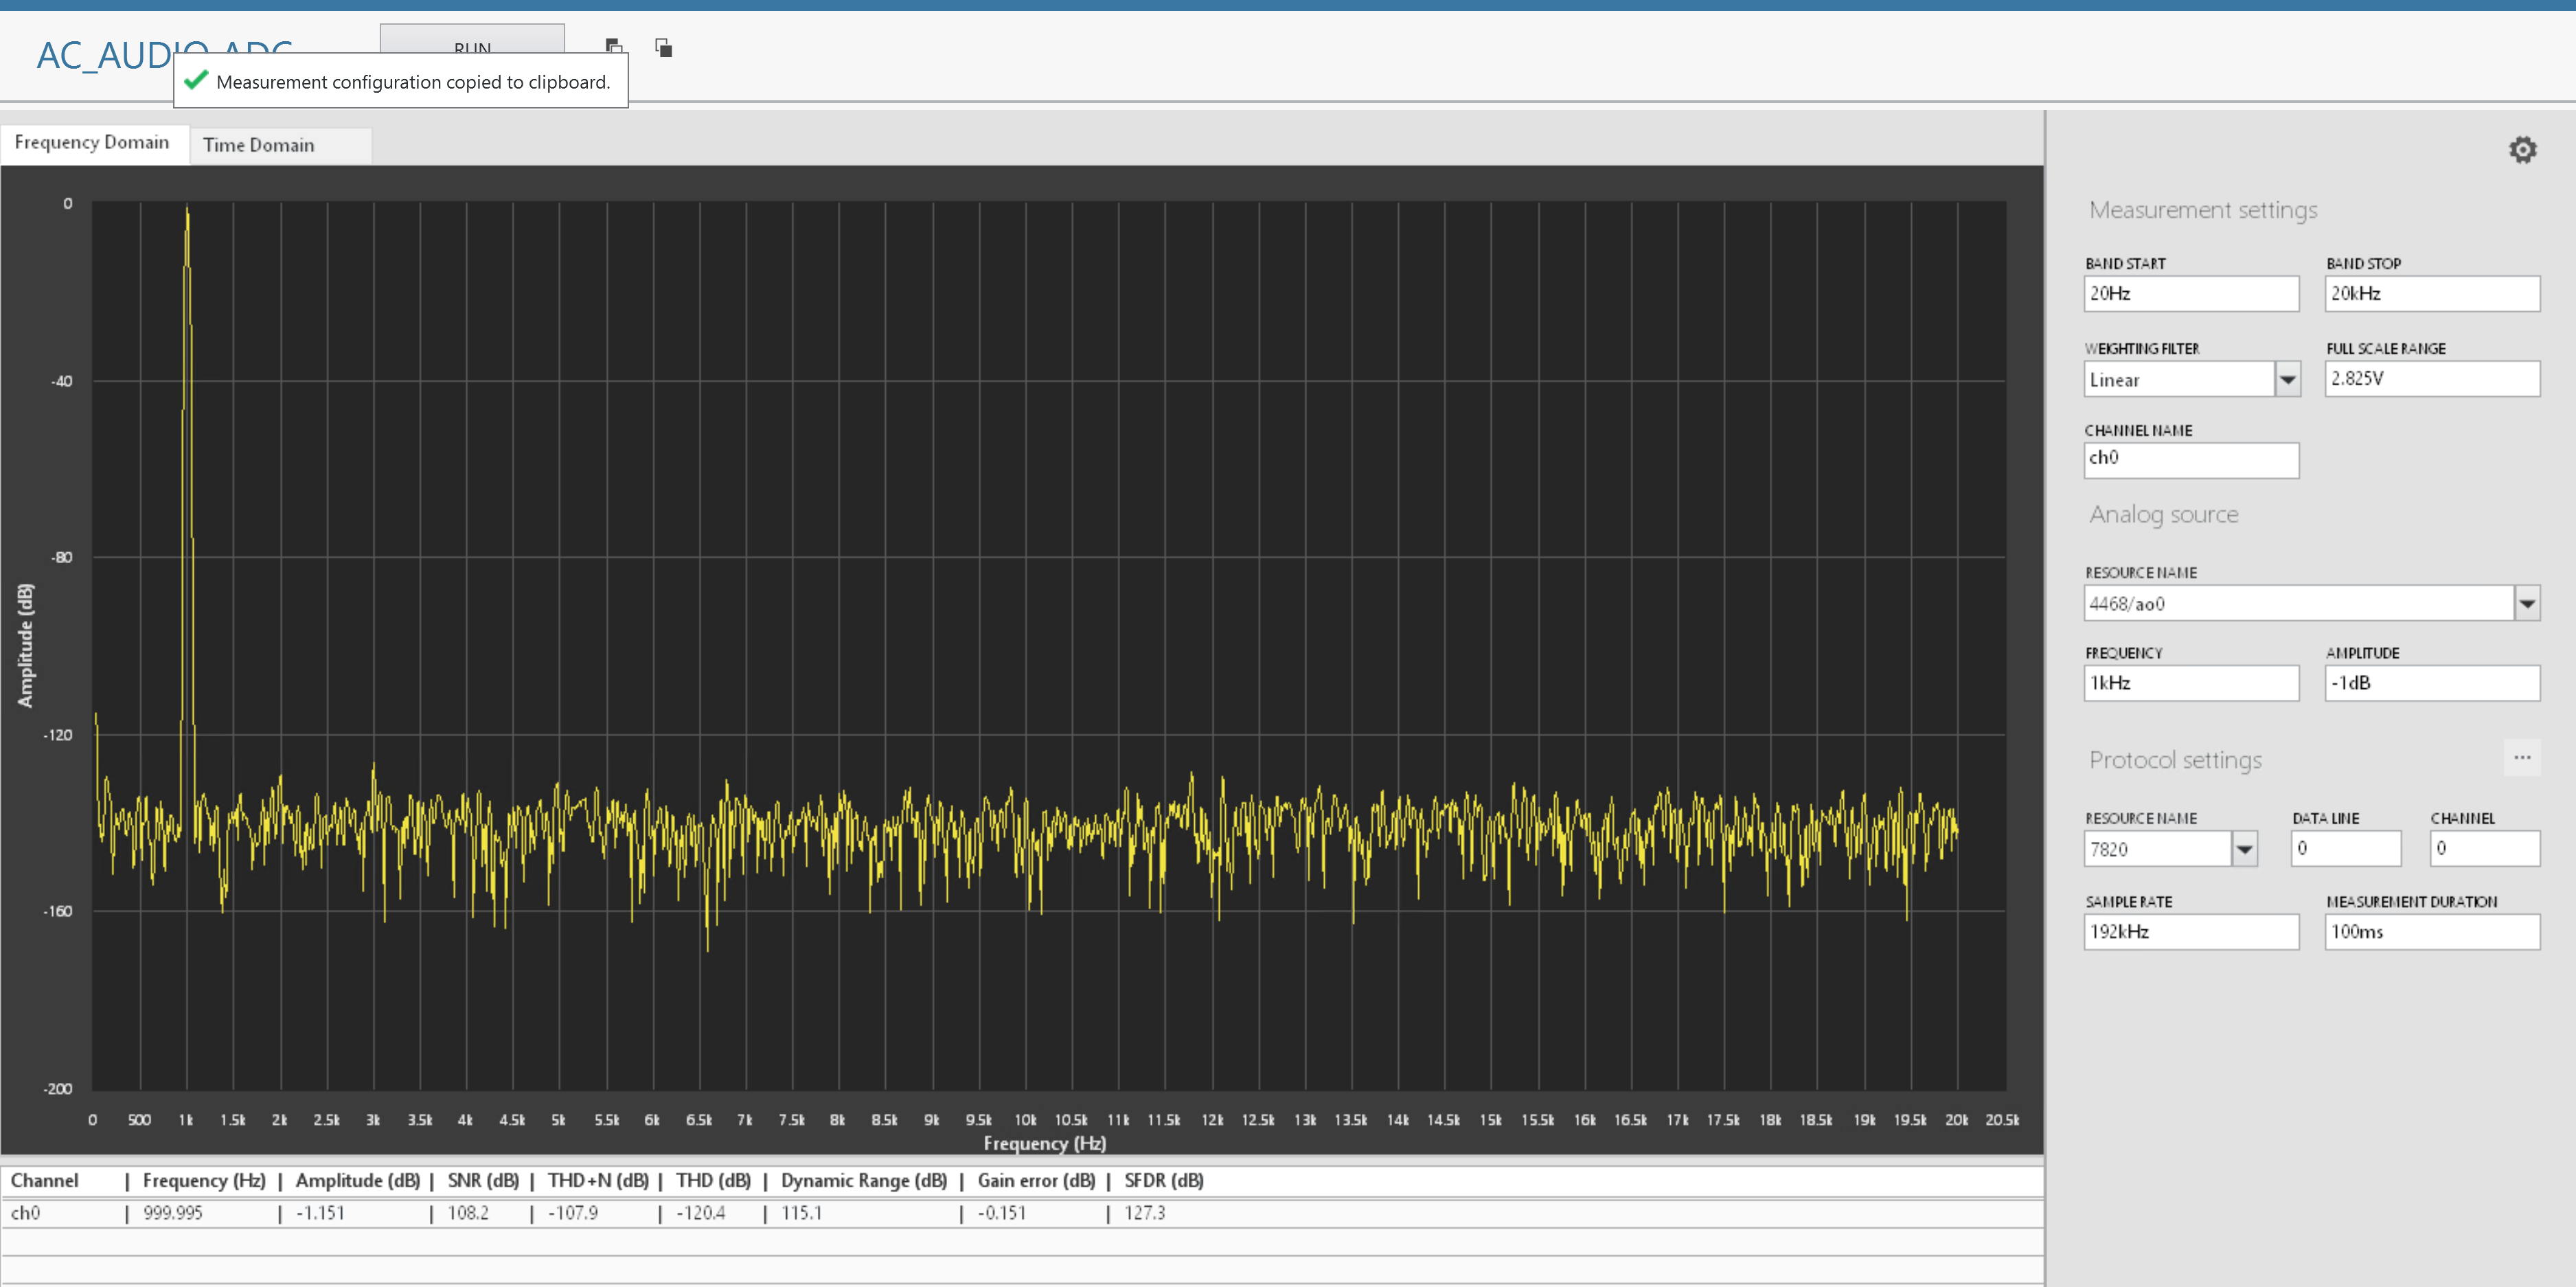 AC_AUDIO_ADC
RUN
Measurement configuration copied to clipboard.
Frequency Domain
Time Domain
Amplitude (dB)
0
-40
-80
-120
-160
-200
0 500 1k 1.5k 2k 2.5k 3k 3.5k 4k 4.5k 5k 5.5k 6k 6.5k 7k 7.5k 8k 8.5k 9k 9.5k 10k 10.5k 11k 11.5k 12k 12.5k 13k 13.5k 14k 14.5k 15k 15.5k 16k 16.5k 17k 17.5k 18k 18.5k 19k 19.5k 20k 20.5k
Frequency (Hz)
Channel | Frequency (Hz) | Amplitude (dB) | SNR (dB) | THD+N (dB) | THD (dB) | Dynamic Range (dB) | Gain error (dB) | SFDR (dB)
ch0 | 999.995 | -1.151 | 108.2 | -107.9 | -120.4 | 115.1 | -0.151 | 127.3
Measurement settings
BAND START BAND STOP
20Hz 20kHz
WEIGHTING FILTER FULL SCALE RANGE
Linear 2.825V
CHANNEL NAME
ch0
Analog source
RESOURCE NAME
4468/ao0
FREQUENCY AMPLITUDE
1kHz -1dB
Protocol settings ...
RESOURCE NAME DATA LINE CHANNEL
7820 0 0
SAMPLE RATE MEASUREMENT DURATION
192kHz 100ms